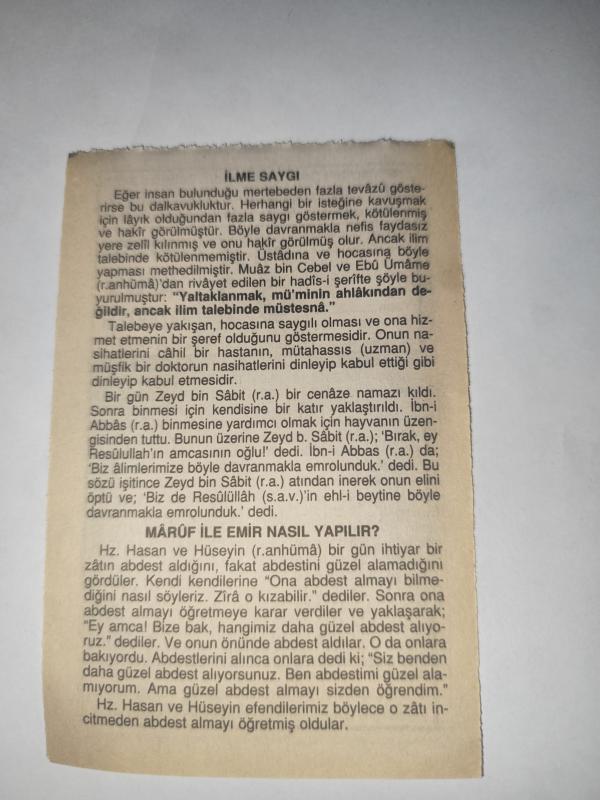 İLME SAYGI
Eğer insan bulunduğu mertebeden fazla tevâzû göste-
rirse bu dalkavukluktur. Herhangi bir isteğine kavuşmak
için lâyık olduğundan fazla saygı göstermek, kötülenmiş
ve hakîr görülmüştür. Böyle davranmakla nefis faydasız
yere zelîl kılınmış ve onu hakîr görülmüş olur. Ancak ilim
talebinde kötülenmemiştir. Üstâdına ve hocasına böyle
yapması methedilmiştir. Muâz bin Cebel ve Ebû Ümâme
(r.anhümâ)'dan rivâyet edilen bir hadîs-i şerîfte şöyle bu-
yurulmuştur: “Yaltaklanmak, mü'minin ahlâkından de-
ğildir, ancak ilim talebinde müstesnâ.”
Talebeye yakışan, hocasına saygılı olması ve ona hiz-
met etmenin bir şeref olduğunu göstermesidir. Onun na-
sihatlerini câhil bir hastanın, mütahassıs (uzman) ve
müşfik bir doktorun nasihatlerini dinleyip kabul ettiği gibi
dinleyip kabul etmesidir.
Bir gün Zeyd bin Sâbit (r.a.) bir cenâze namazı kıldı.
Sonra binmesi için kendisine bir katır yaklaştırıldı. İbn-i
Abbâs (r.a.) binmesine yardımcı olmak için hayvanın üzen-
gisinden tuttu. Bunun üzerine Zeyd b. Sâbit (r.a.); ‘Bırak, ey
Resûlullah'ın amcasının oğlu!’ dedi. İbn-i Abbas (r.a.) da;
‘Biz âlimlerimize böyle davranmakla emrolunduk.’ dedi. Bu
sözü işitince Zeyd bin Sâbit (r.a.) atından inerek onun elini
öptü ve; ‘Biz de Resûlüllâh (s.a.v.)'in ehl-i beytine böyle
davranmakla emrolunduk.’ dedi.
MÂRÛF İLE EMİR NASIL YAPILIR?
Hz. Hasan ve Hüseyin (r.anhümâ) bir gün ihtiyar bir
zâtın abdest aldığını, fakat abdestini güzel alamadığını
gördüler. Kendi kendilerine “Ona abdest almayı bilme-
diğini nasıl söyleriz. Zîrâ o kızabilir.” dediler. Sonra ona
abdest almayı öğretmeye karar verdiler ve yaklaşarak;
“Ey amca! Bize bak, hangimiz daha güzel abdest alıyo-
ruz.” dediler. Ve onun önünde abdest aldılar. O da onlara
bakıyordu. Abdestlerini alınca onlara dedi ki; “Siz benden
daha güzel abdest alıyorsunuz. Ben abdestimi güzel ala-
mıyorum. Ama güzel abdest almayı sizden öğrendim.”
Hz. Hasan ve Hüseyin efendilerimiz böylece o zâtı in-
citmeden abdest almayı öğretmiş oldular.